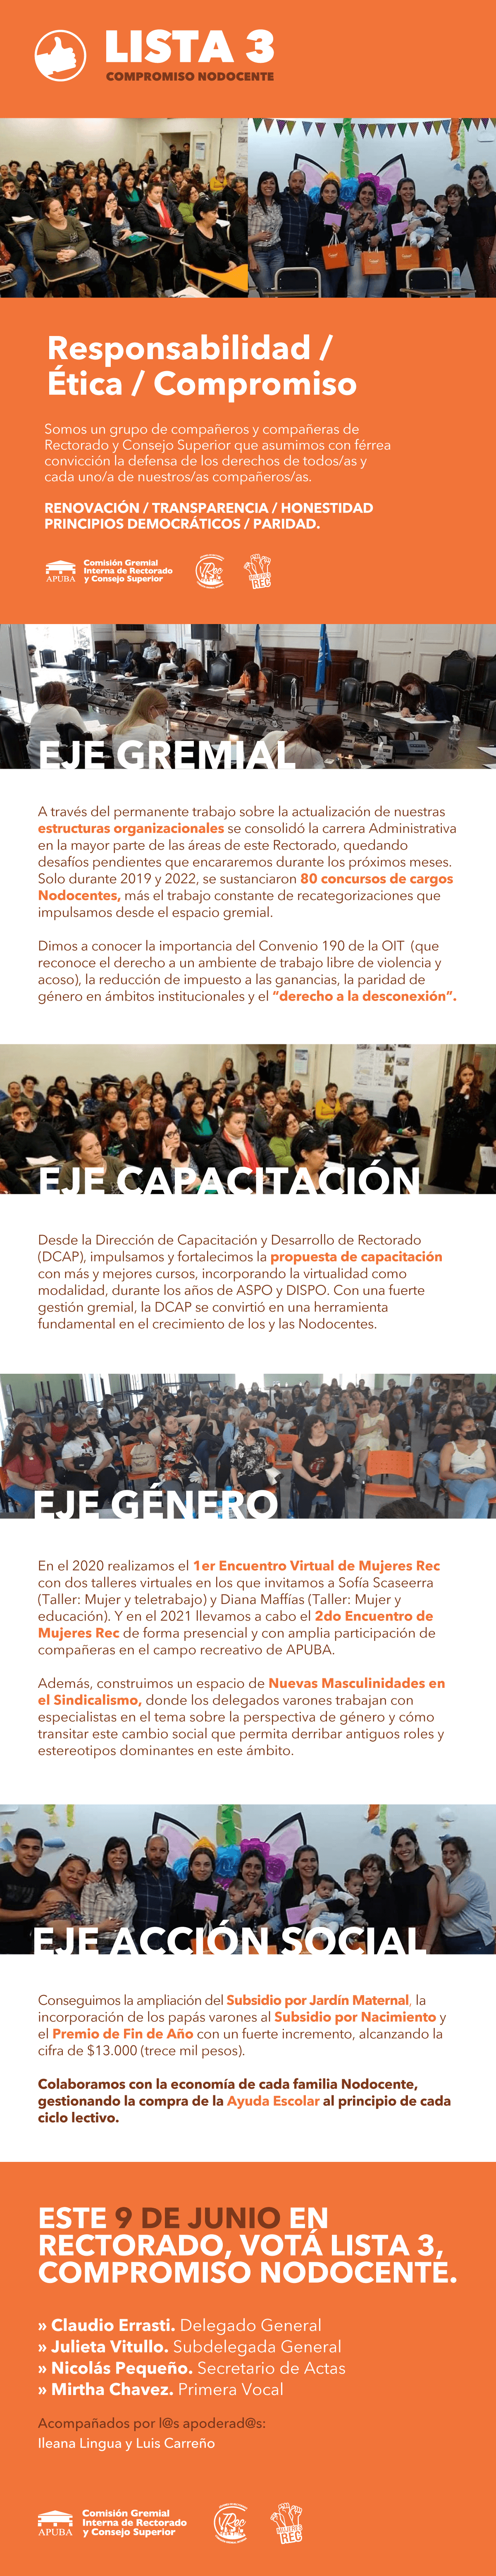 LISTA 3
COMPROMISO NODOCENTE
Responsabilidad /
Ética / Compromiso
Somos un grupo de compañeros y compañeras de
Rectorado y Consejo Superior que asumimos con férrea
convicción la defensa de los derechos de todos/as y
cada uno/a de nuestros/as compañeros/as.
RENOVACIÓN / TRANSPARENCIA / HONESTIDAD
PRINCIPIOS DEMOCRÁTICOS / PARIDAD.
APUBA
Comisión Gremial
Interna de Rectorado
y Consejo Superior
Rec
MUJERES
REC
EJE GREMIAL
A través del permanente trabajo sobre la actualización de nuestras
estructuras organizacionales se consolidó la carrera Administrativa
en la mayor parte de las áreas de este Rectorado, quedando
desafíos pendientes que encararemos durante los próximos meses.
Solo durante 2019 y 2022, se sustanciaron 80 concursos de cargos
Nodocentes, más el trabajo constante de recategorizaciones que
impulsamos desde el espacio gremial.
Dimos a conocer la importancia del Convenio 190 de la OIT (que
reconoce el derecho a un ambiente de trabajo libre de violencia y
acoso), la reducción de impuesto a las ganancias, la paridad de
género en ámbitos institucionales y el “derecho a la desconexión”.
EJE CAPACITACIÓN
Desde la Dirección de Capacitación y Desarrollo de Rectorado
(DCAP), impulsamos y fortalecimos la propuesta de capacitación
con más y mejores cursos, incorporando la virtualidad como
modalidad, durante los años de ASPO y DISPO. Con una fuerte
gestión gremial, la DCAP se convirtió en una herramienta
fundamental en el crecimiento de los y las Nodocentes.
EJE GÉNERO
En el 2020 realizamos el 1er Encuentro Virtual de Mujeres Rec
con dos talleres virtuales en los que invitamos a Sofía Scaseerra
(Taller: Mujer y teletrabajo) y Diana Maffías (Taller: Mujer y
educación). Y en el 2021 llevamos a cabo el 2do Encuentro de
Mujeres Rec de forma presencial y con amplia participación de
compañeras en el campo recreativo de APUBA.
Además, construimos un espacio de Nuevas Masculinidades en
el Sindicalismo, donde los delegados varones trabajan con
especialistas en el tema sobre la perspectiva de género y cómo
transitar este cambio social que permita derribar antiguos roles y
estereotipos dominantes en este ámbito.
EJE ACCIÓN SOCIAL
Conseguimos la ampliación del Subsidio por Jardín Maternal, la
incorporación de los papás varones al Subsidio por Nacimiento y
el Premio de Fin de Año con un fuerte incremento, alcanzando la
cifra de $13.000 (trece mil pesos).
Colaboramos con la economía de cada familia Nodocente,
gestionando la compra de la Ayuda Escolar al principio de cada
ciclo lectivo.
ESTE 9 DE JUNIO EN
RECTORADO, VOTÁ LISTA 3,
COMPROMISO NODOCENTE.
» Claudio Errasti. Delegado General
» Julieta Vitullo. Subdelegada General
» Nicolás Pequeño. Secretario de Actas
» Mirtha Chavez. Primera Vocal
Acompañados por l@s apoderad@s:
Ileana Lingua y Luis Carreño
APUBA
Comisión Gremial
Interna de Rectorado
y Consejo Superior
Rec
MUJERES
REC